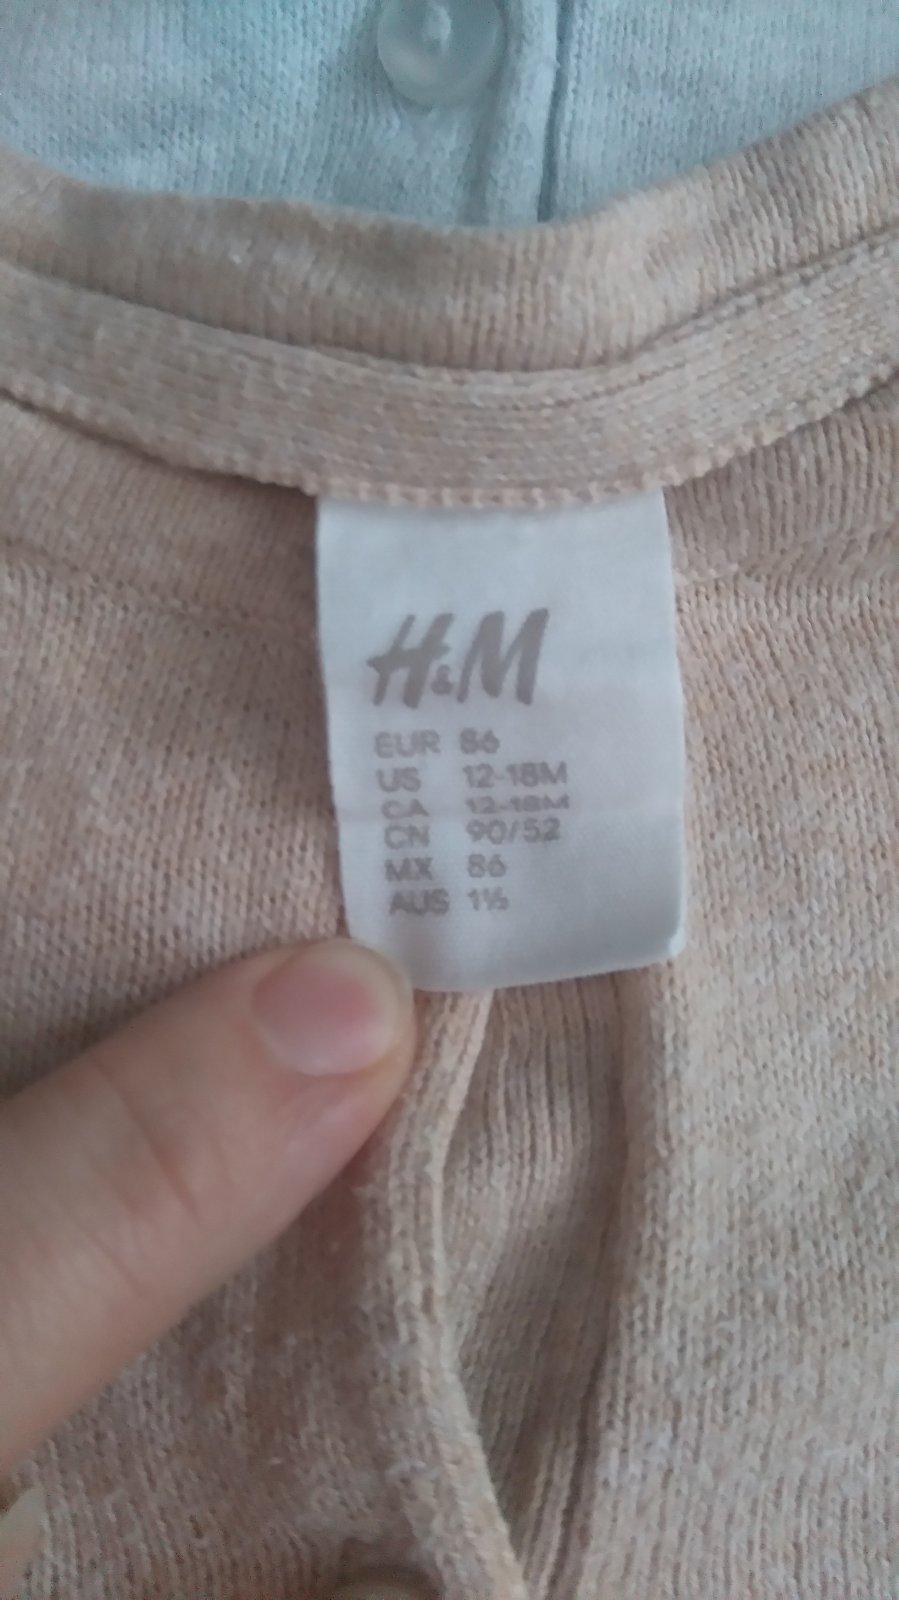 H&M
EUR 86
US 12-18M
CA 12-18M
CN 90/52
MX 86
AUS 1½